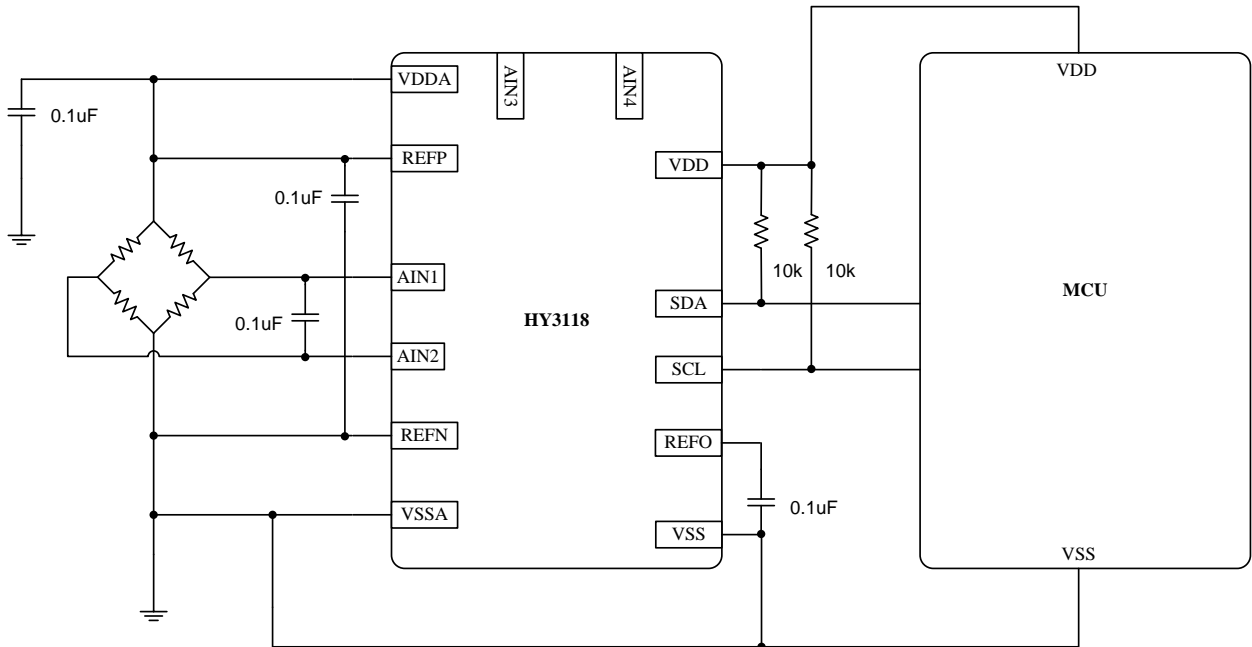 VDDA
AIN3
AIN4
VDD
0.1uF
REFP
VDD
0.1uF
10k
10k
AIN1
SDA
MCU
0.1uF
HY3118
AIN2
SCL
REFN
REFO
0.1uF
VSSA
VSS
VSS